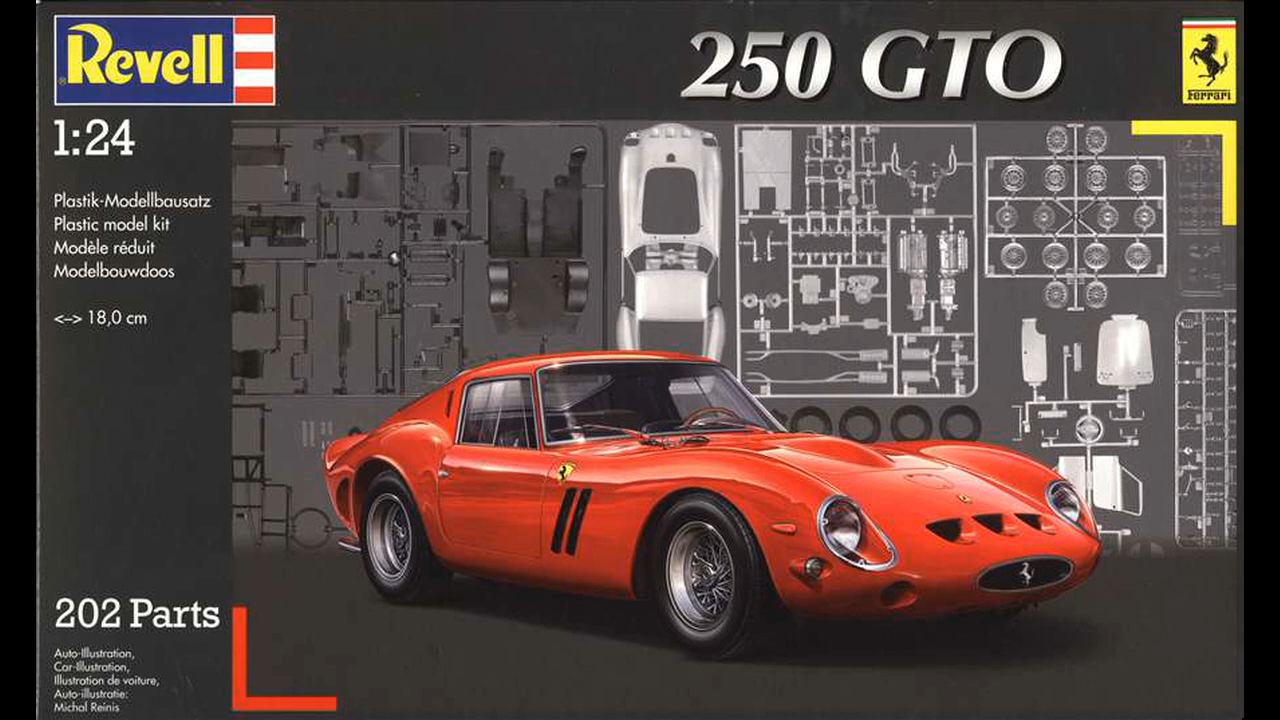 Revell
250 GTO
Ferrari
1:24
Plastik-Modellbausatz
Plastic model kit
Modèle réduit
Modelbouwdoos
<-> 18,0 cm
202 Parts
Auto-Illustration,
Car-Illustration,
Illustration de voiture,
Auto-illustratie:
Michal Reinis